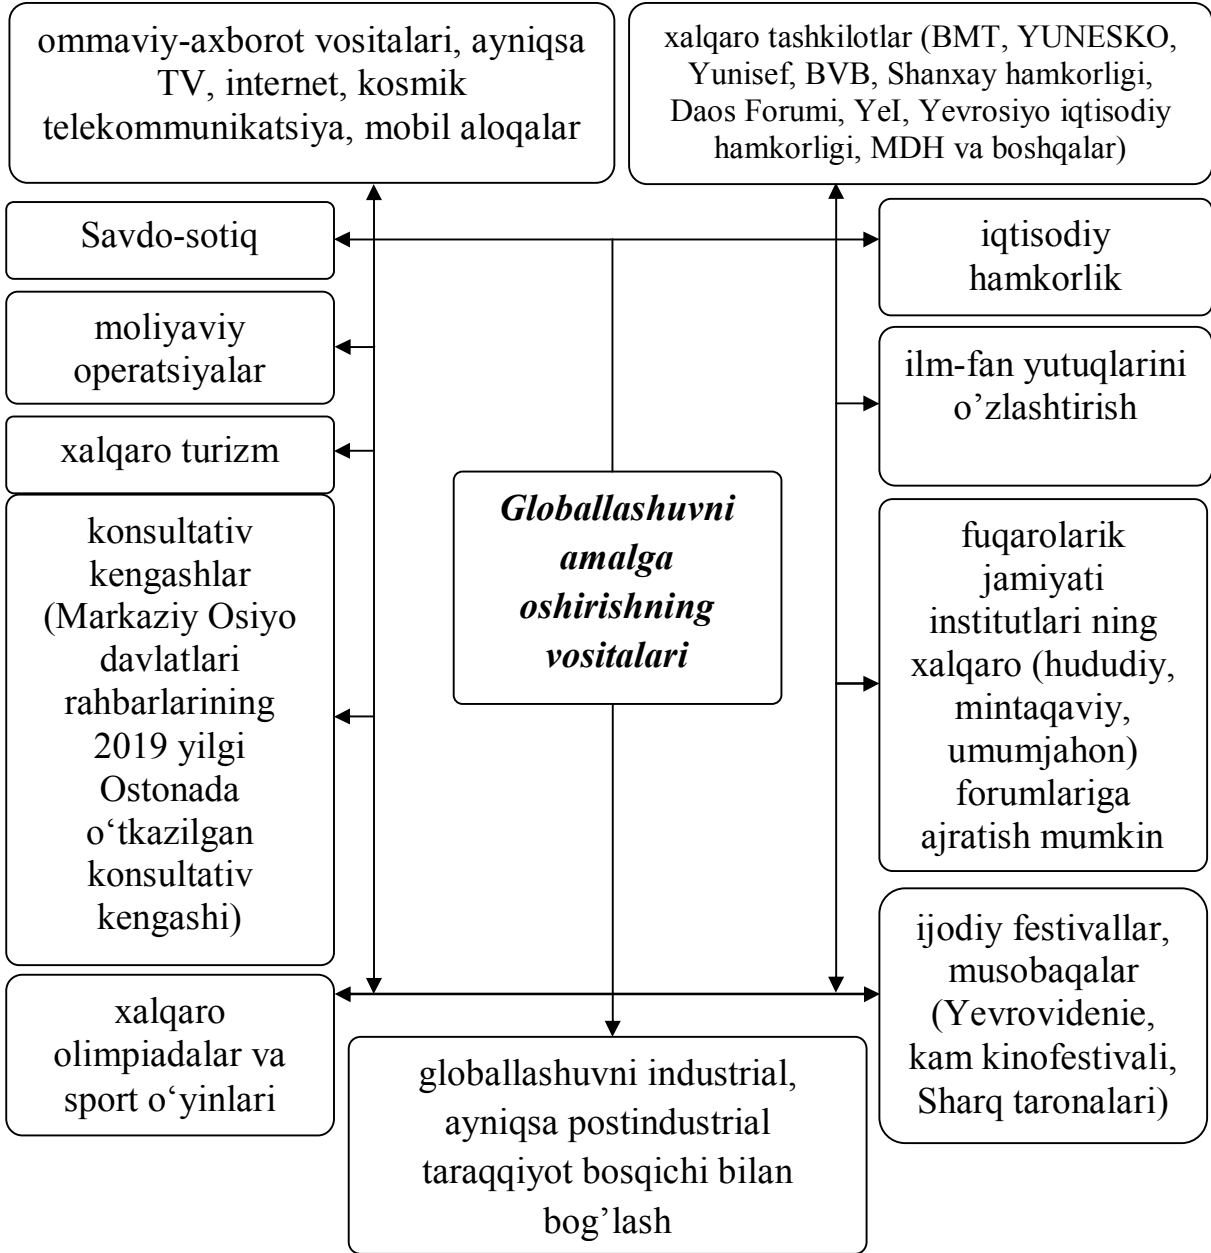 ommaviy-axborot vositalari, ayniqsa
TV, internet, kosmik
telekommunikatsiya, mobil aloqalar
xalqaro tashkilotlar (BMT, YUNESKO,
Yunisef, BVB, Shanxay hamkorligi,
Daos Forumi, YeI, Yevrosiyo iqtisodiy
hamkorligi, MDH va boshqalar)
Savdo-sotiq
iqtisodiy
hamkorlik
moliyaviy
operatsiyalar
ilm-fan yutuqlarini
o’zlashtirish
xalqaro turizm
Globallashuvni
amalga
oshirishning
vositalari
konsultativ
kengashlar
(Markaziy Osiyo
davlatlari
rahbarlarining
2019 yilgi
Ostonada
o‘tkazilgan
konsultativ
kengashi)
fuqarolarik
jamiyati
institutlari ning
xalqaro (hududiy,
mintaqaviy,
umumjahon)
forumlariga
ajratish mumkin
xalqaro
olimpiadalar va
sport o‘yinlari
ijodiy festivallar,
musobaqalar
(Yevrovidenie,
kam kinofestivali,
Sharq taronalari)
globallashuvni industrial,
ayniqsa postindustrial
taraqqiyot bosqichi bilan
bog’lash